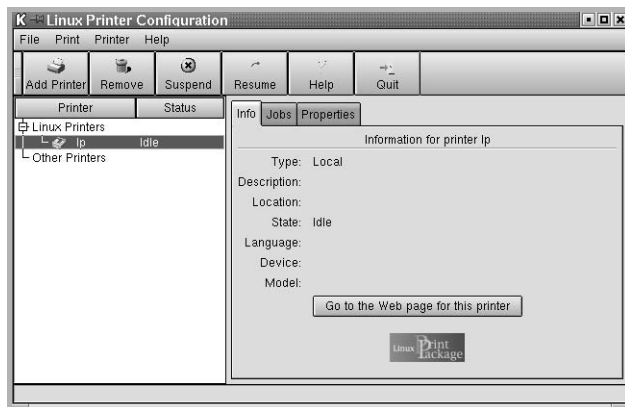 K Linux Printer Configuration
File Print Printer Help
Add Printer Remove Suspend Resume Help Quit
Printer Status
Info Jobs Properties
Linux Printers
lp Idle
Other Printers
Information for printer lp
Type: Local
Description:
Location:
State: Idle
Language:
Device:
Model:
Go to the Web page for this printer
Linux Print Package